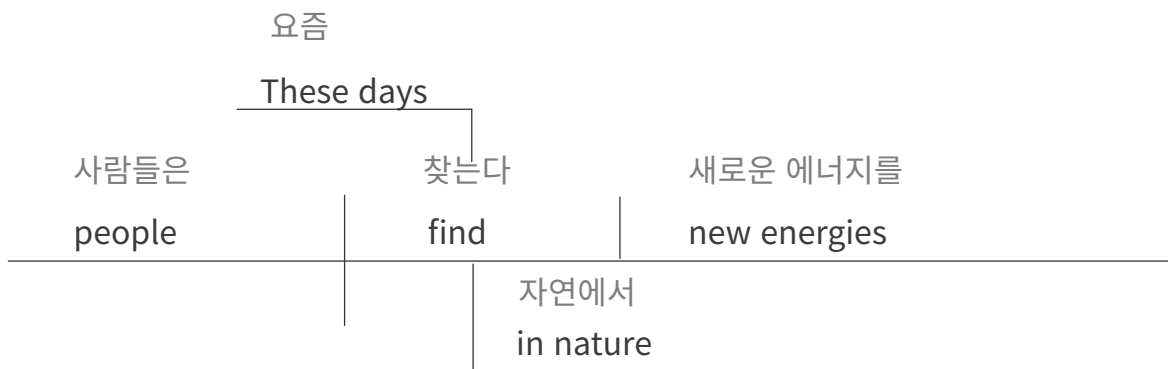 요즘
These days
사람들은 찾는다 새로운 에너지를
people find new energies
자연에서
in nature